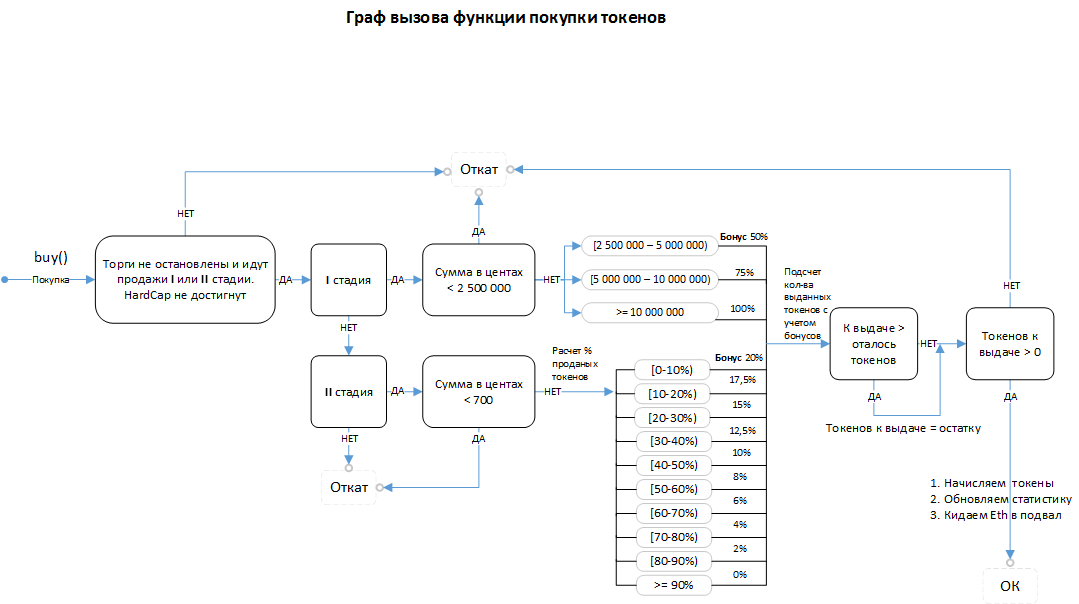 Граф вызова функции покупки токенов
Откат
НЕТ
НЕТ
ДА
buy()
Покупка
Торги не остановлены и идут
продажи I или II стадии.
HardCap не достигнут
ДА
I стадия
ДА
Сумма в центах
< 2 500 000
НЕТ
[2 500 000 – 5 000 000)
Бонус 50%
[5 000 000 – 10 000 000)
75%
>= 10 000 000
100%
Подсчет
кол-ва
выданных
токенов с
учетом
бонусов
НЕТ
II стадия
ДА
Сумма в центах
< 700
Расчет %
проданых
токенов
НЕТ
НЕТ
ДА
Откат
[0-10%)
Бонус 20%
[10-20%)
17,5%
[20-30%)
15%
[30-40%)
12,5%
[40-50%)
10%
[50-60%)
8%
[60-70%)
6%
[70-80%)
4%
[80-90%)
2%
>= 90%
0%
К выдаче >
оталось
токенов
НЕТ
ДА
Токенов к выдаче = остатку
Токенов к
выдаче > 0
ДА
1. Начисляем токены
2. Обновляем статистику
3. Кидаем Eth в подвал
ОК